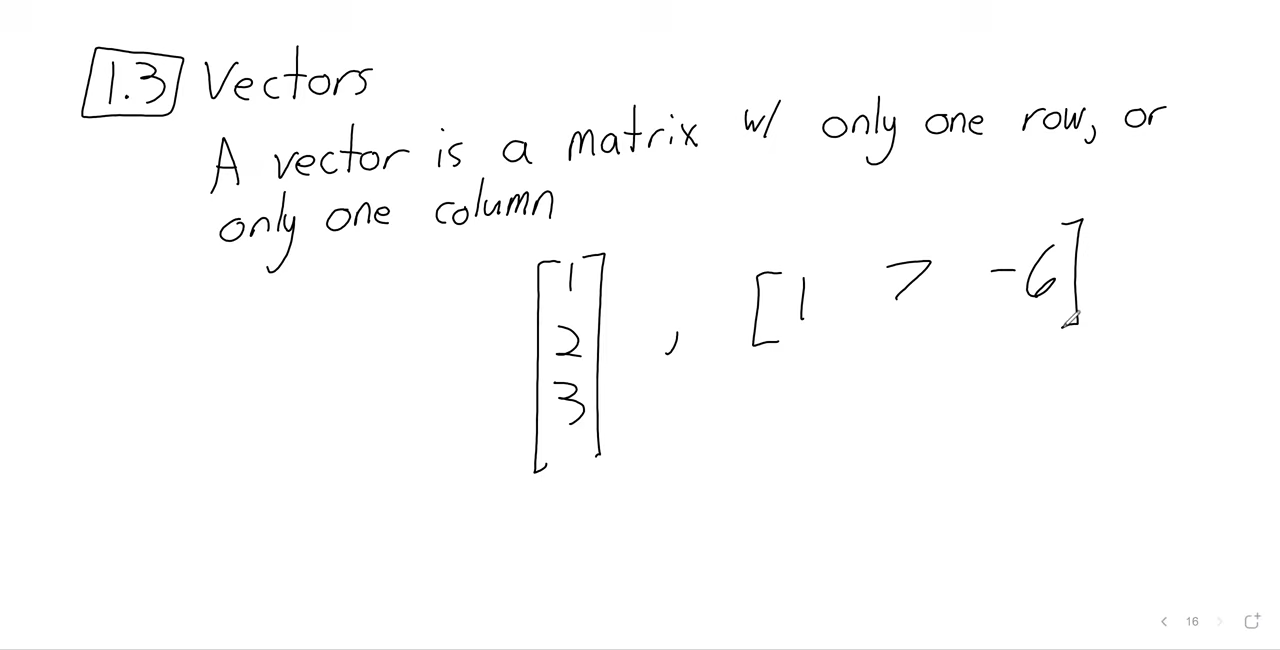 1.3 Vectors
A vector is a matrix w/ only one row, or
only one column
[1 2 3] , [1 7 -6]
16